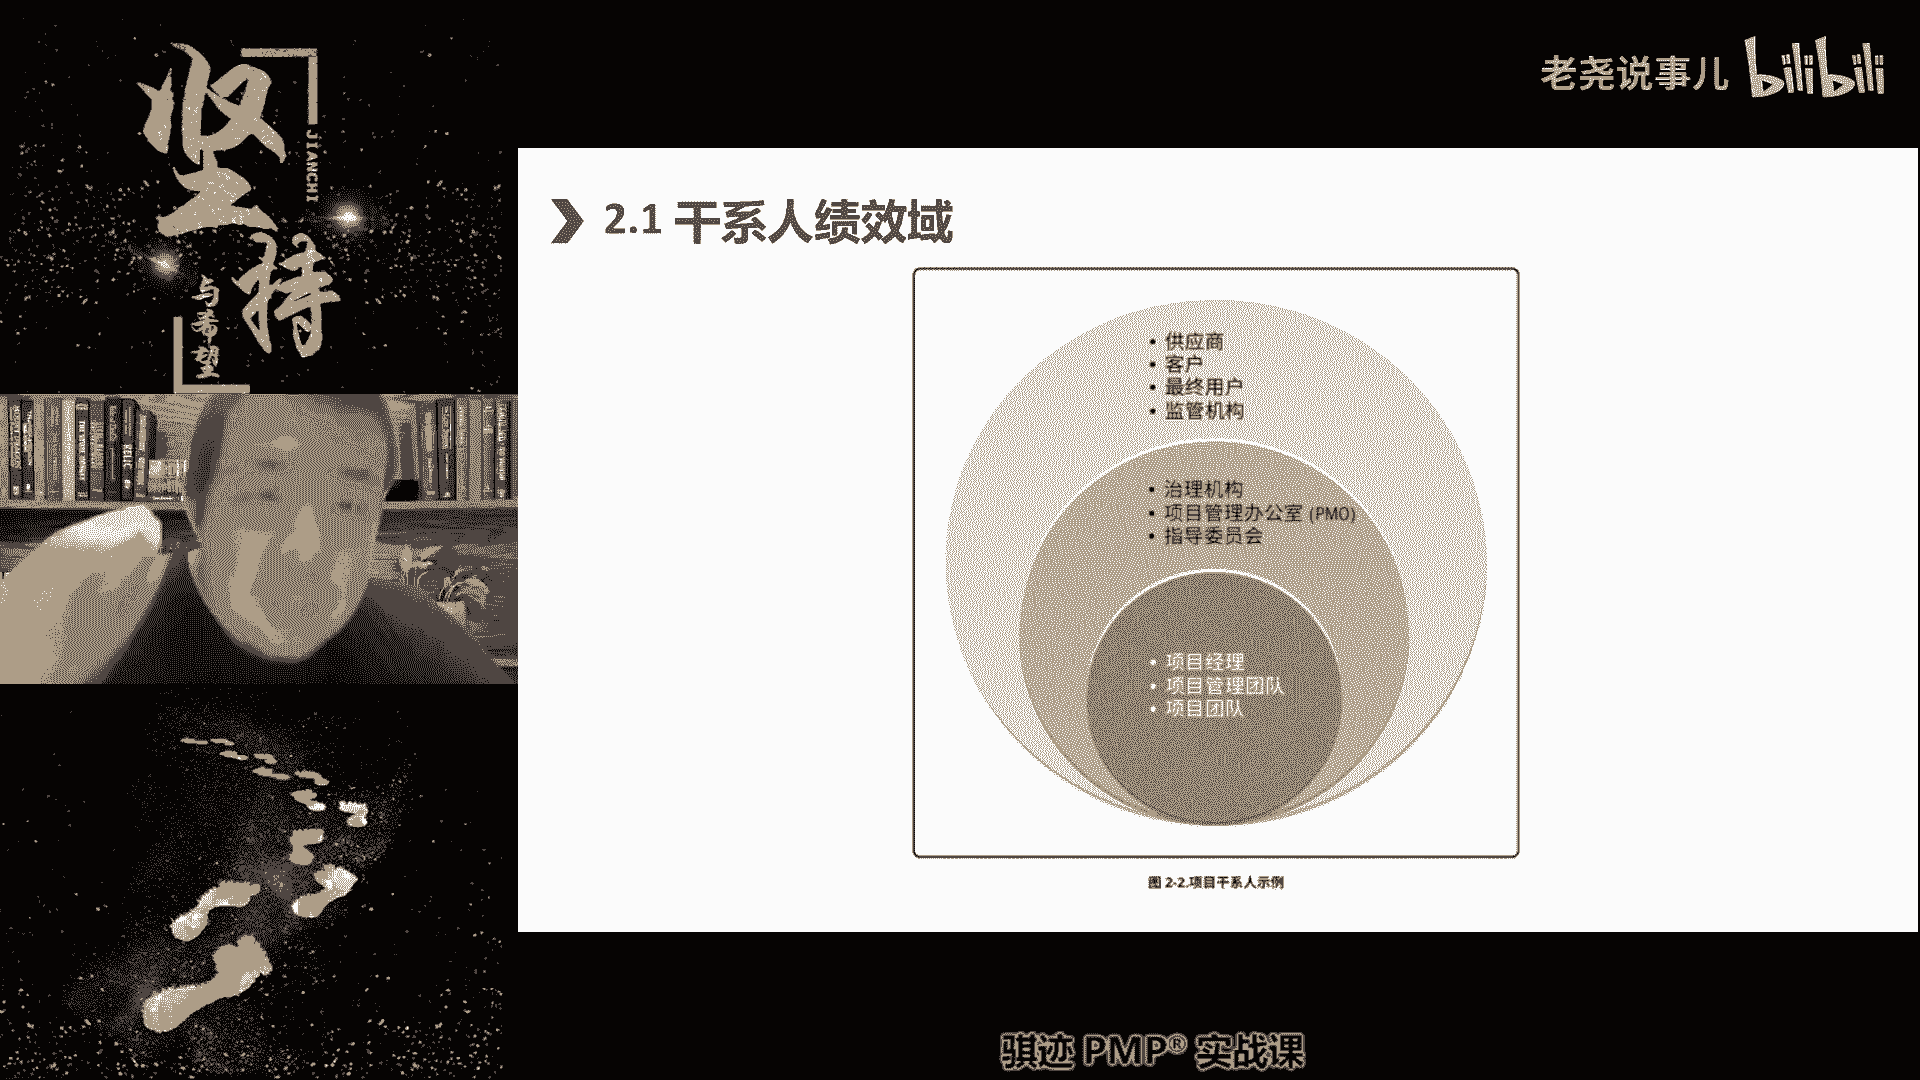 坚持
JIANCHI
与希望
老尧说事儿 bilibili
2.1 干系人绩效域
• 供应商
• 客户
• 最终用户
• 监管机构
• 治理机构
• 项目管理办公室 (PMO)
• 指导委员会
• 项目经理
• 项目管理团队
• 项目团队
图 2-2.项目干系人示例
骐迹 PMP® 实战课